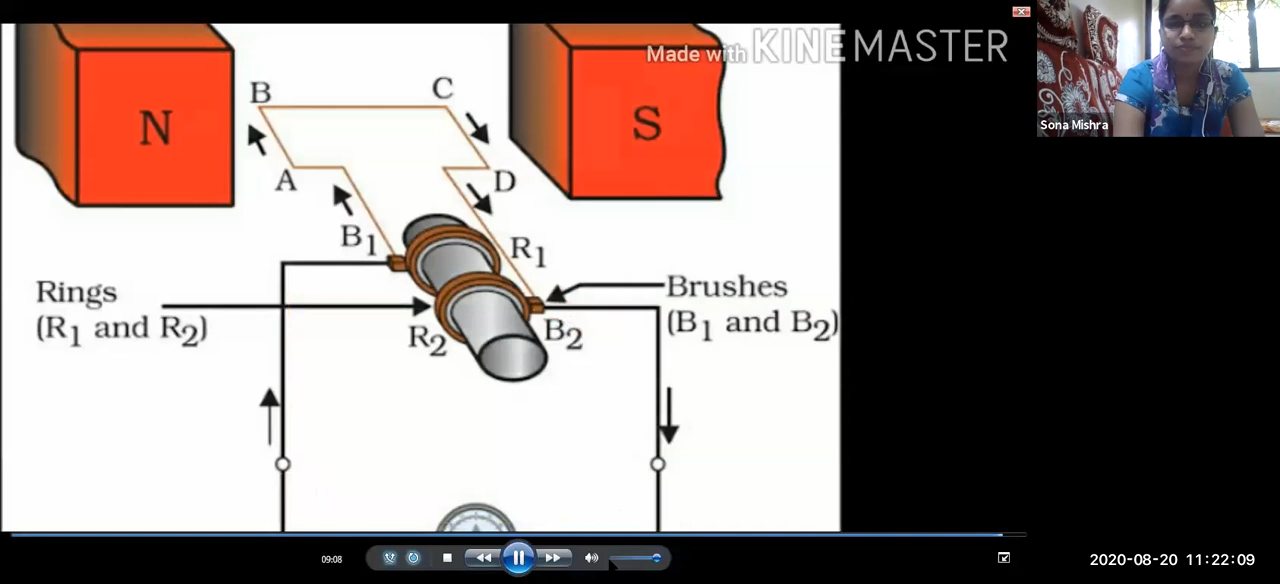 Made with KINEMASTER
N
S
B
C
A
D
B1
R1
Rings
(R1 and R2)
Brushes
(B1 and B2)
R2
B2
Sona Mishra
09:08
2020-08-20 11:22:09